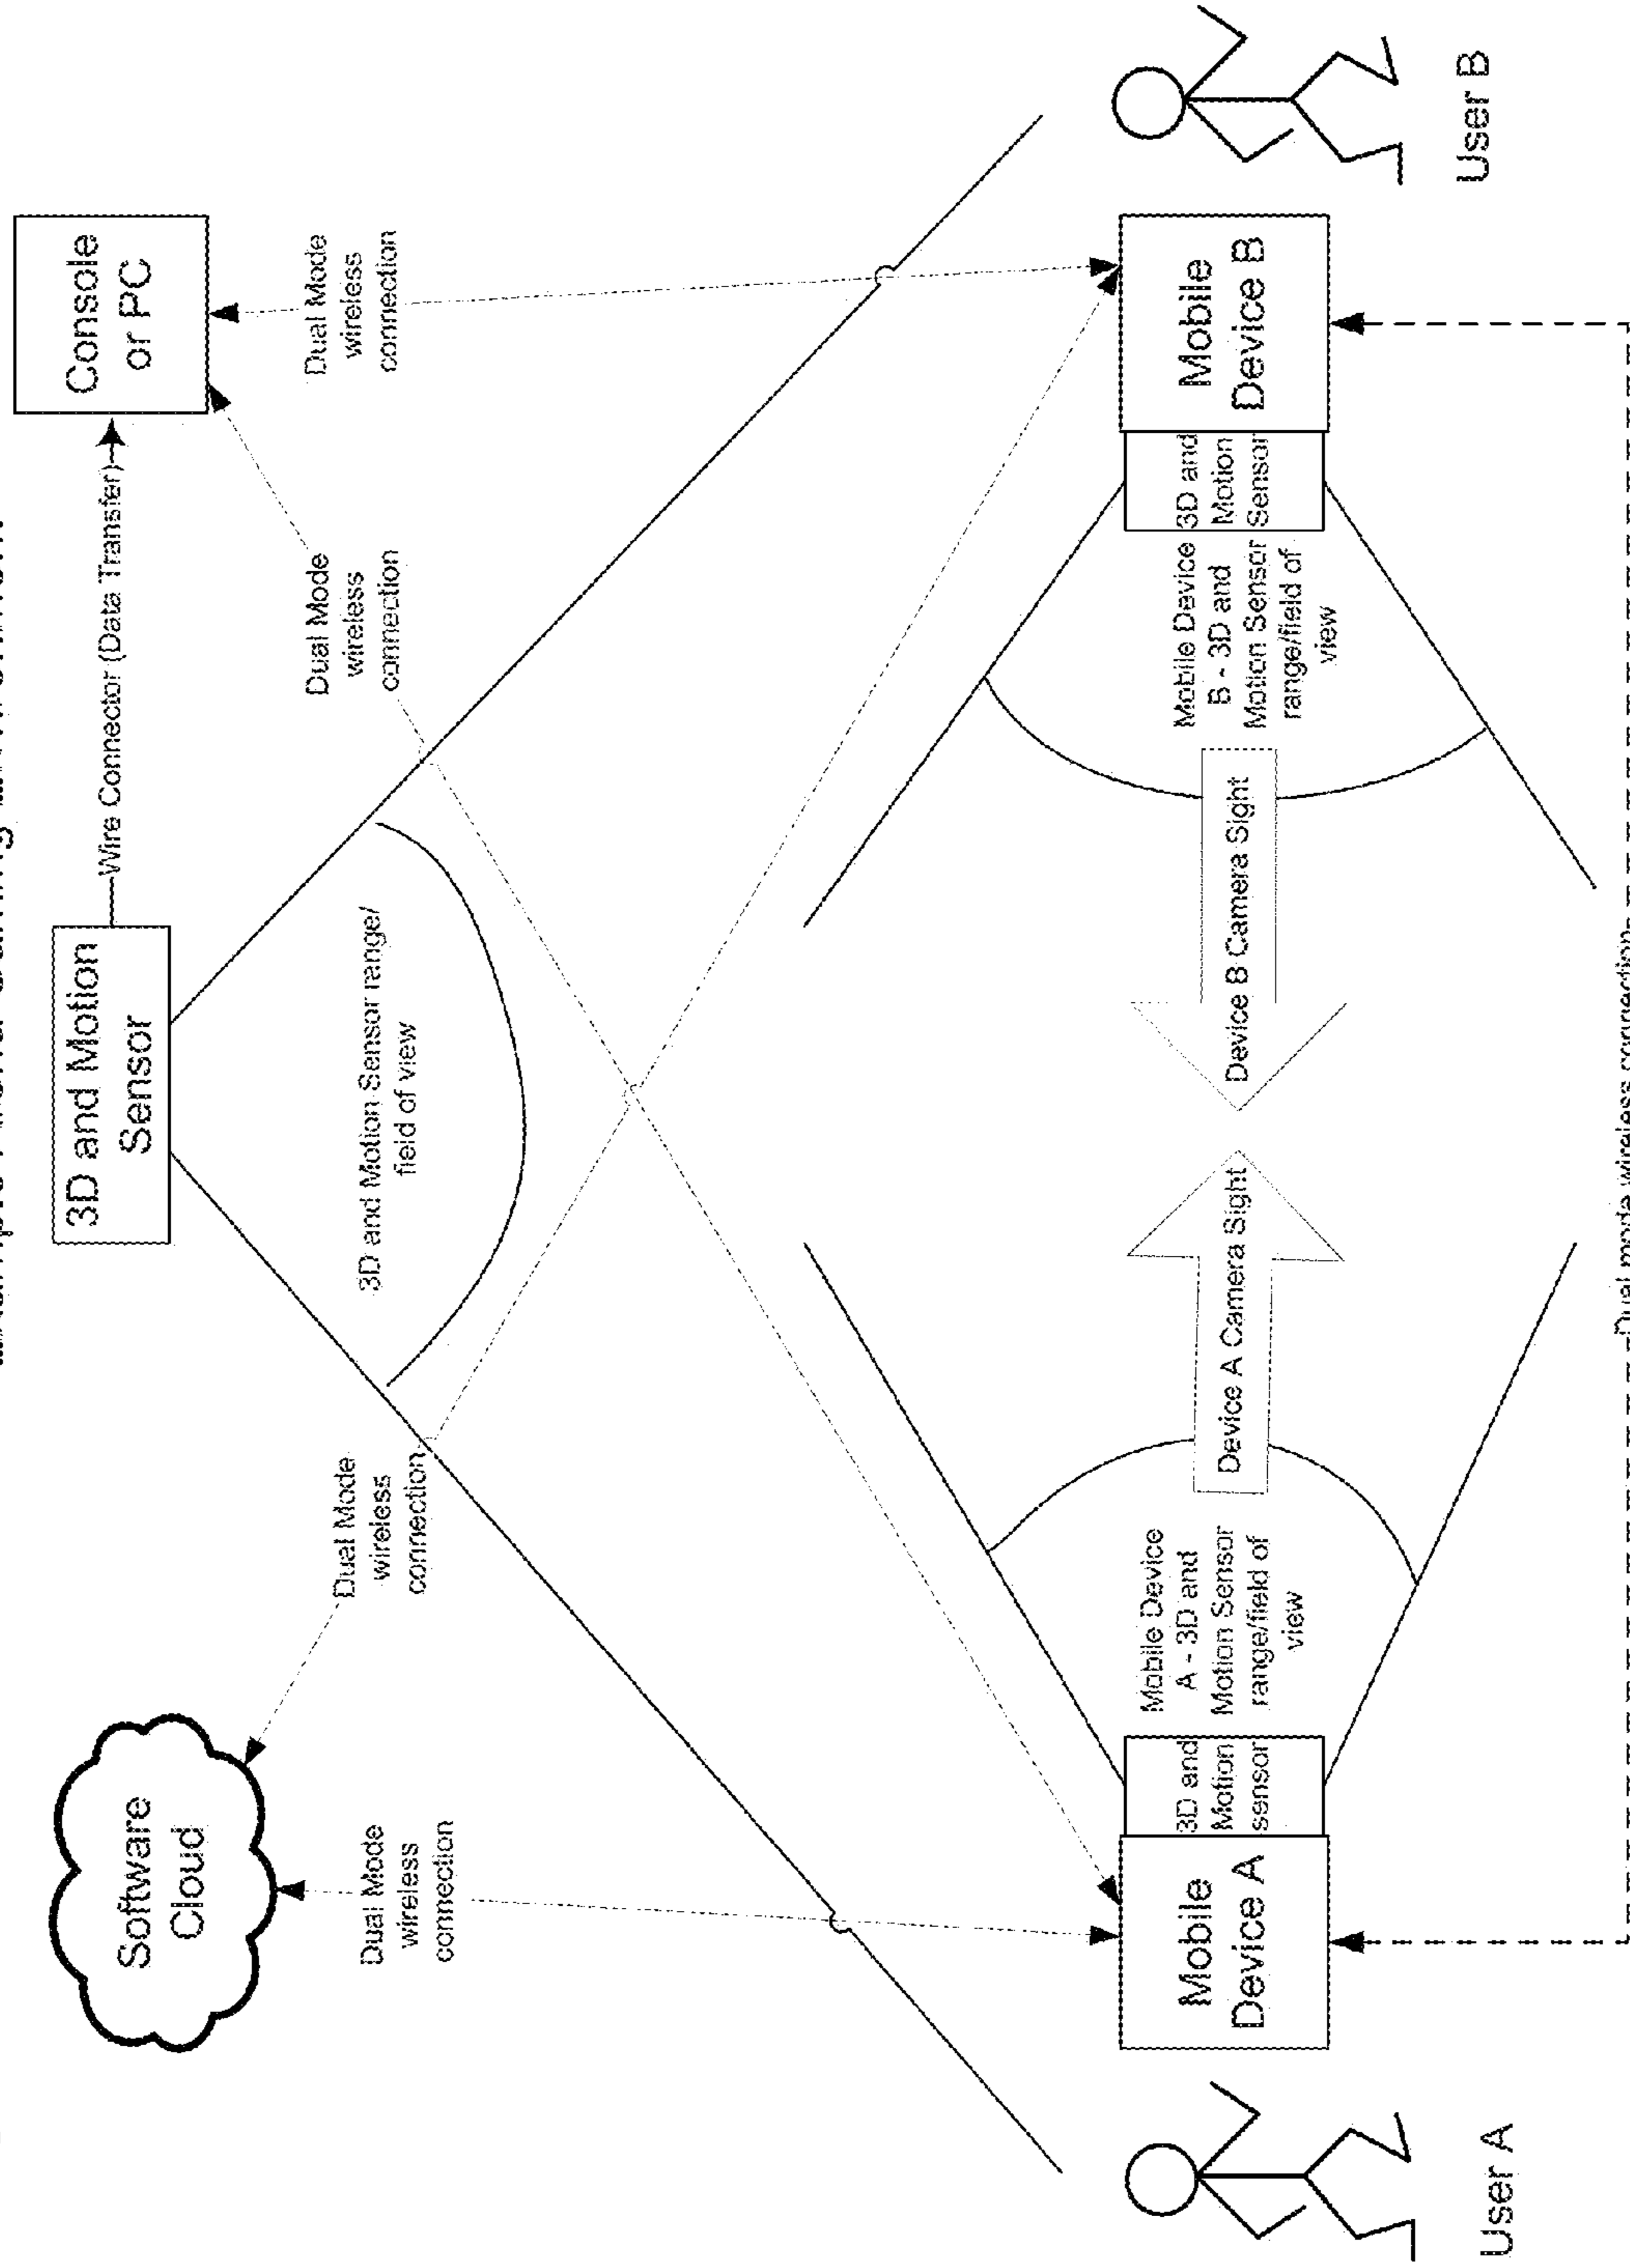 3D and Motion
Sensor
Wire Connector (Data Transfer)
Console
or PC
Software
Cloud
Dual Mode
wireless
connection
Dual Mode
wireless
connection
3D and Motion Sensor range/
field of view
Dual Mode
wireless
connection
Dual Mode
wireless
connection
User A
Mobile
Device A
3D and
Motion
sensor
Mobile Device
A - 3D and
Motion Sensor
range/field of
view
Device A Camera Sight
Device B Camera Sight
Mobile Device
B - 3D and
Motion Sensor
range/field of
view
3D and
Motion
Sensor
Mobile
Device B
User B
Dual mode wireless connection